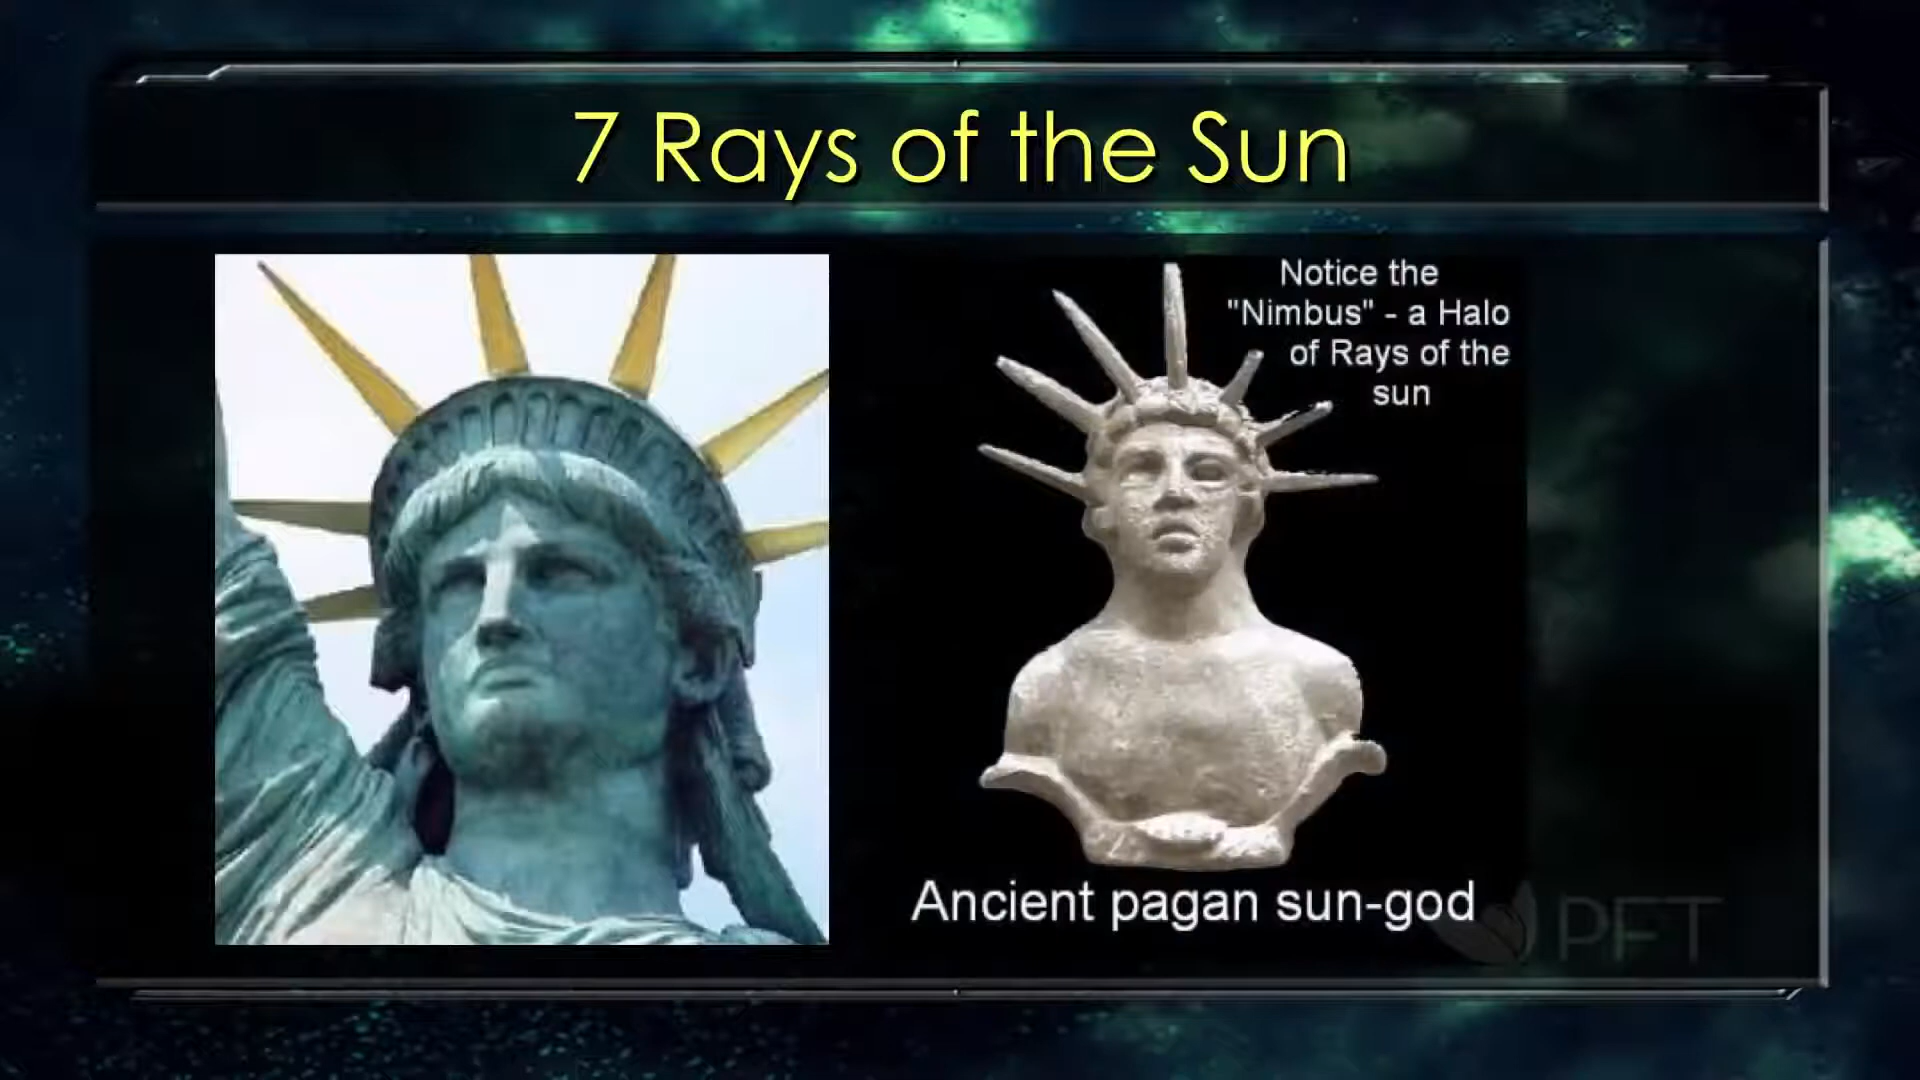 7 Rays of the Sun
Notice the
"Nimbus" - a Halo
of Rays of the
sun
Ancient pagan sun-god
PFT